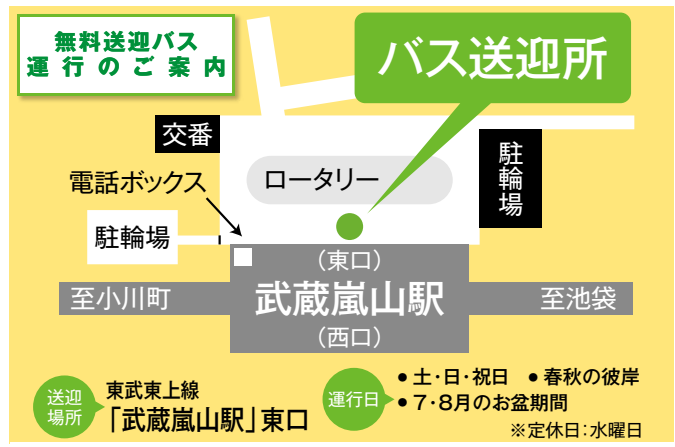 無料送迎バス
運行のご案内
バス送迎所
交番
電話ボックス
ロータリー
駐輪場
駐輪場
(東口)
至小川町
武蔵嵐山駅
至池袋
(西口)
送迎
場所
東武東上線
「武蔵嵐山駅」東口
運行日
●土・日・祝日 ●春秋の彼岸
●7・8月のお盆期間
※定休日:水曜日